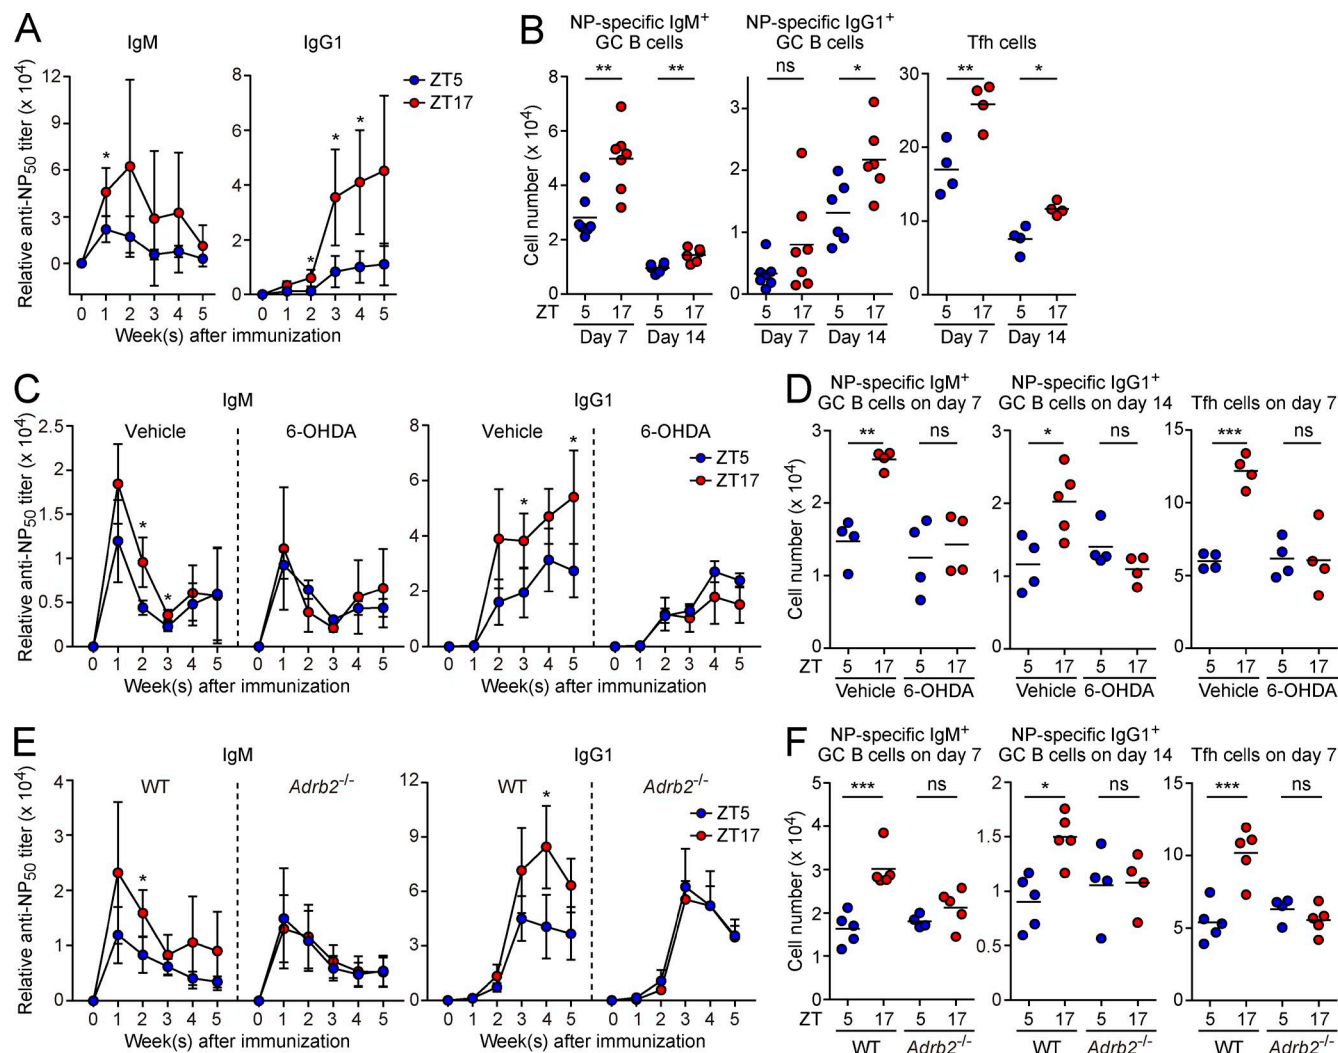 A
IgM
IgG1
ZT5
ZT17
Relative anti-NP50 titer (x 10⁴)
12
9
6
3
0
8
6
4
2
0
*
*
*
*
0 1 2 3 4 5
0 1 2 3 4 5
Week(s) after immunization
B
NP-specific IgM⁺
GC B cells
NP-specific IgG1⁺
GC B cells
Tfh cells
Cell number (x 10⁴)
** **
ns *
** *
8
6
4
2
0
3
2
1
0
30
20
10
0
ZT 5 17 5 17
5 17 5 17
5 17 5 17
Day 7 Day 14
Day 7 Day 14
Day 7 Day 14
C
IgM
IgG1
Vehicle 6-OHDA
Vehicle 6-OHDA
ZT5
ZT17
Relative anti-NP50 titer (x 10⁴)
2.5
2
1.5
1
0.5
0
8
6
4
2
0
*
*
*
*
0 1 2 3 4 5 0 1 2 3 4 5
0 1 2 3 4 5 0 1 2 3 4 5
Week(s) after immunization
Week(s) after immunization
D
NP-specific IgM⁺
GC B cells on day 7
NP-specific IgG1⁺
GC B cells on day 14
Tfh cells on day 7
Cell number (x 10⁴)
** ns
* ns
*** ns
3
2
1
0
3
2
1
0
15
10
5
0
ZT 5 17 5 17
5 17 5 17
5 17 5 17
Vehicle 6-OHDA
Vehicle 6-OHDA
Vehicle 6-OHDA
E
IgM
IgG1
WT Adrb2⁻/⁻
WT Adrb2⁻/⁻
ZT5
ZT17
Relative anti-NP50 titer (x 10⁴)
4
3
2
1
0
12
9
6
3
0
*
*
0 1 2 3 4 5 0 1 2 3 4 5
0 1 2 3 4 5 0 1 2 3 4 5
Week(s) after immunization
Week(s) after immunization
F
NP-specific IgM⁺
GC B cells on day 7
NP-specific IgG1⁺
GC B cells on day 14
Tfh cells on day 7
Cell number (x 10⁴)
*** ns
* ns
*** ns
5
4
3
2
1
0
2
1.5
1
0.5
0
15
10
5
0
ZT 5 17 5 17
5 17 5 17
5 17 5 17
WT Adrb2⁻/⁻
WT Adrb2⁻/⁻
WT Adrb2⁻/⁻